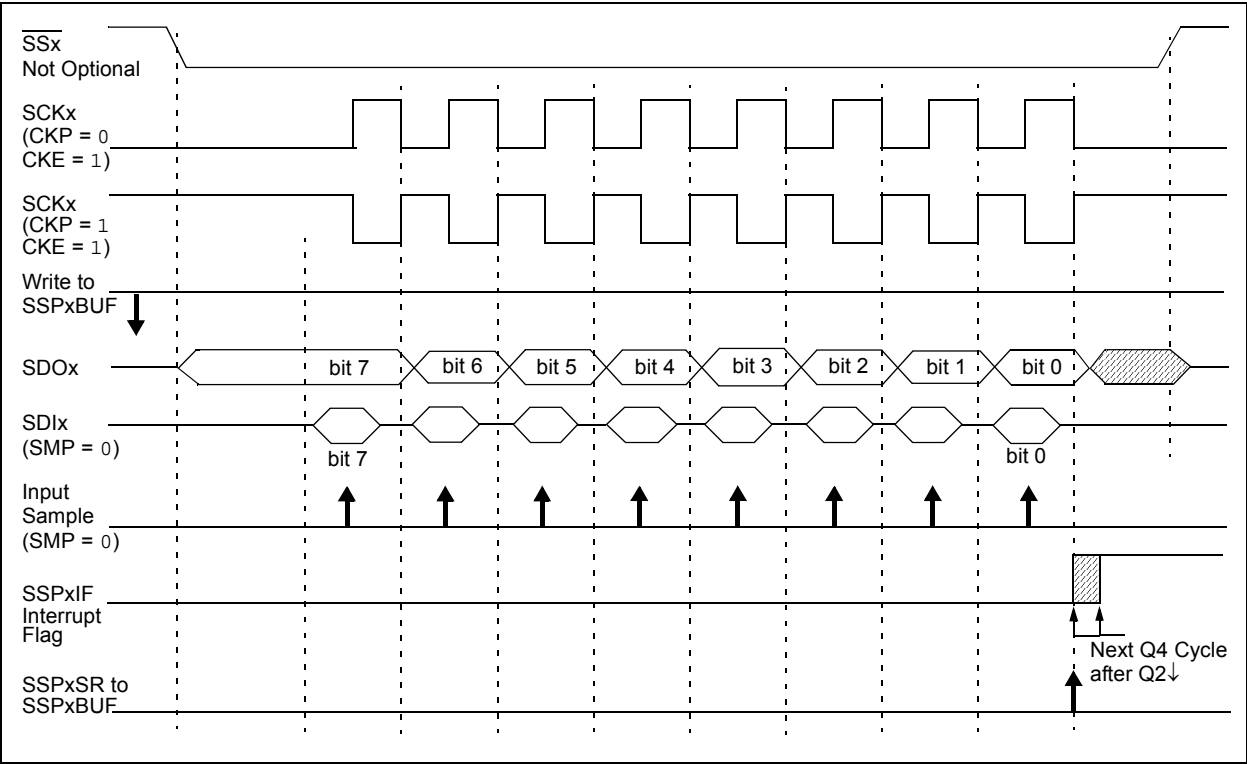 SSx
Not Optional
SCKx
(CKP = 0
CKE = 1)
SCKx
(CKP = 1
CKE = 1)
Write to
SSPxBUF
SDOx
bit 7 bit 6 bit 5 bit 4 bit 3 bit 2 bit 1 bit 0
SDIx
(SMP = 0)
bit 7 bit 0
Input
Sample
(SMP = 0)
SSPxIF
Interrupt
Flag
Next Q4 Cycle
after Q2↓
SSPxSR to
SSPxBUF